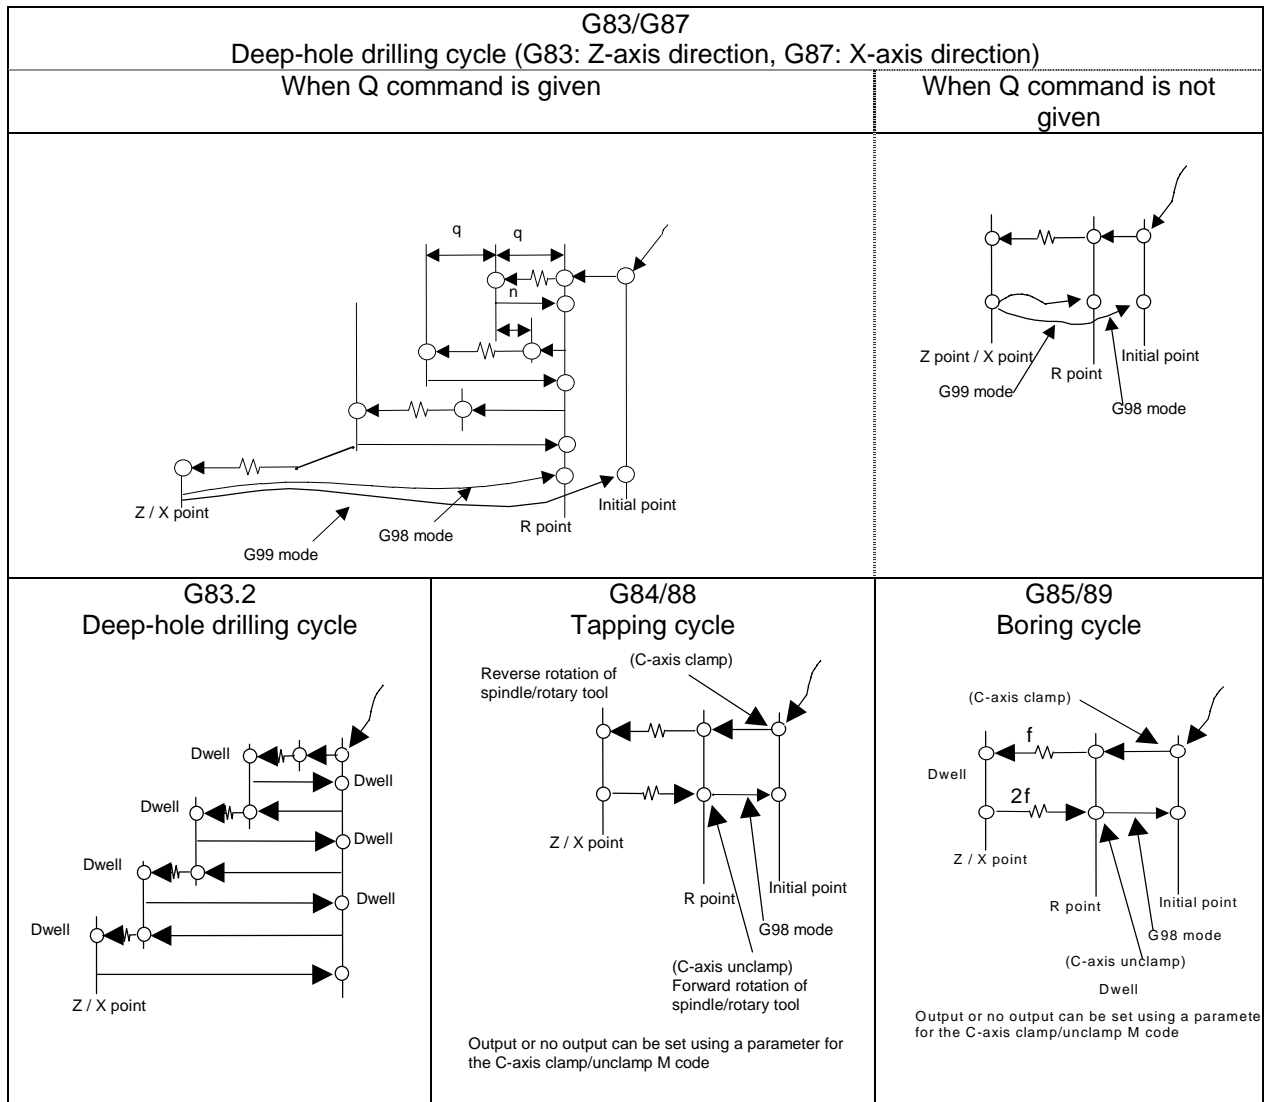 G83/G87
Deep-hole drilling cycle (G83: Z-axis direction, G87: X-axis direction)
When Q command is given
When Q command is not
given
q
q
n
Z / X point
G99 mode
G98 mode
R point
Initial point
Z point / X point
R point
Initial point
G99 mode
G98 mode
G83.2
Deep-hole drilling cycle
Dwell
Dwell
Dwell
Dwell
Dwell
Dwell
Dwell
Z / X point
G84/88
Tapping cycle
(C-axis clamp)
Reverse rotation of
spindle/rotary tool
Z / X point
R point
Initial point
G98 mode
(C-axis unclamp)
Forward rotation of
spindle/rotary tool
Output or no output can be set using a parameter for
the C-axis clamp/unclamp M code
G85/89
Boring cycle
(C-axis clamp)
f
Dwell
2f
Z / X point
R point
Initial point
G98 mode
(C-axis unclamp)
Dwell
Output or no output can be set using a paramete
for the C-axis clamp/unclamp M code